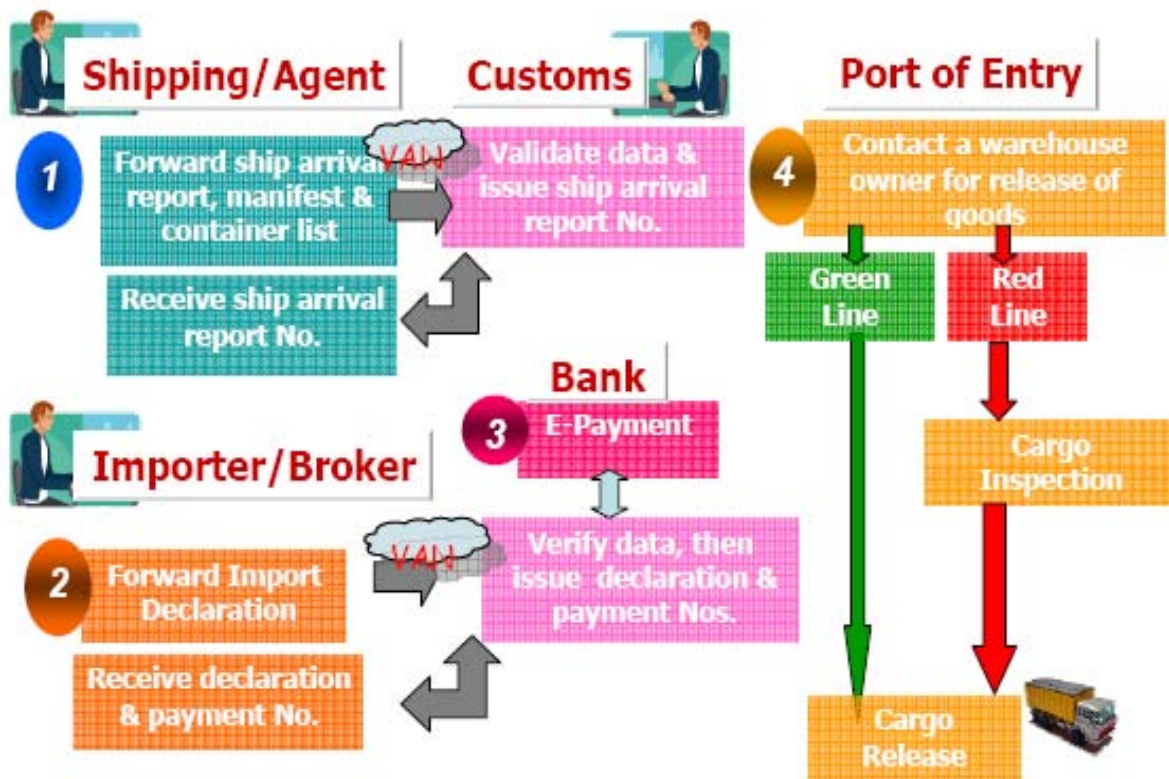 Shipping/Agent
Customs
Port of Entry
1
Forward ship arrival
report, manifest &
container list
VAN
Validate data &
issue ship arrival
report No.
Receive ship arrival
report No.
4
Contact a warehouse
owner for release of
goods
Green
Line
Red
Line
Cargo
Inspection
Cargo
Release
Importer/Broker
Bank
3
E-Payment
2
Forward Import
Declaration
VAN
Verify data, then
issue declaration &
payment Nos.
Receive declaration
& payment No.